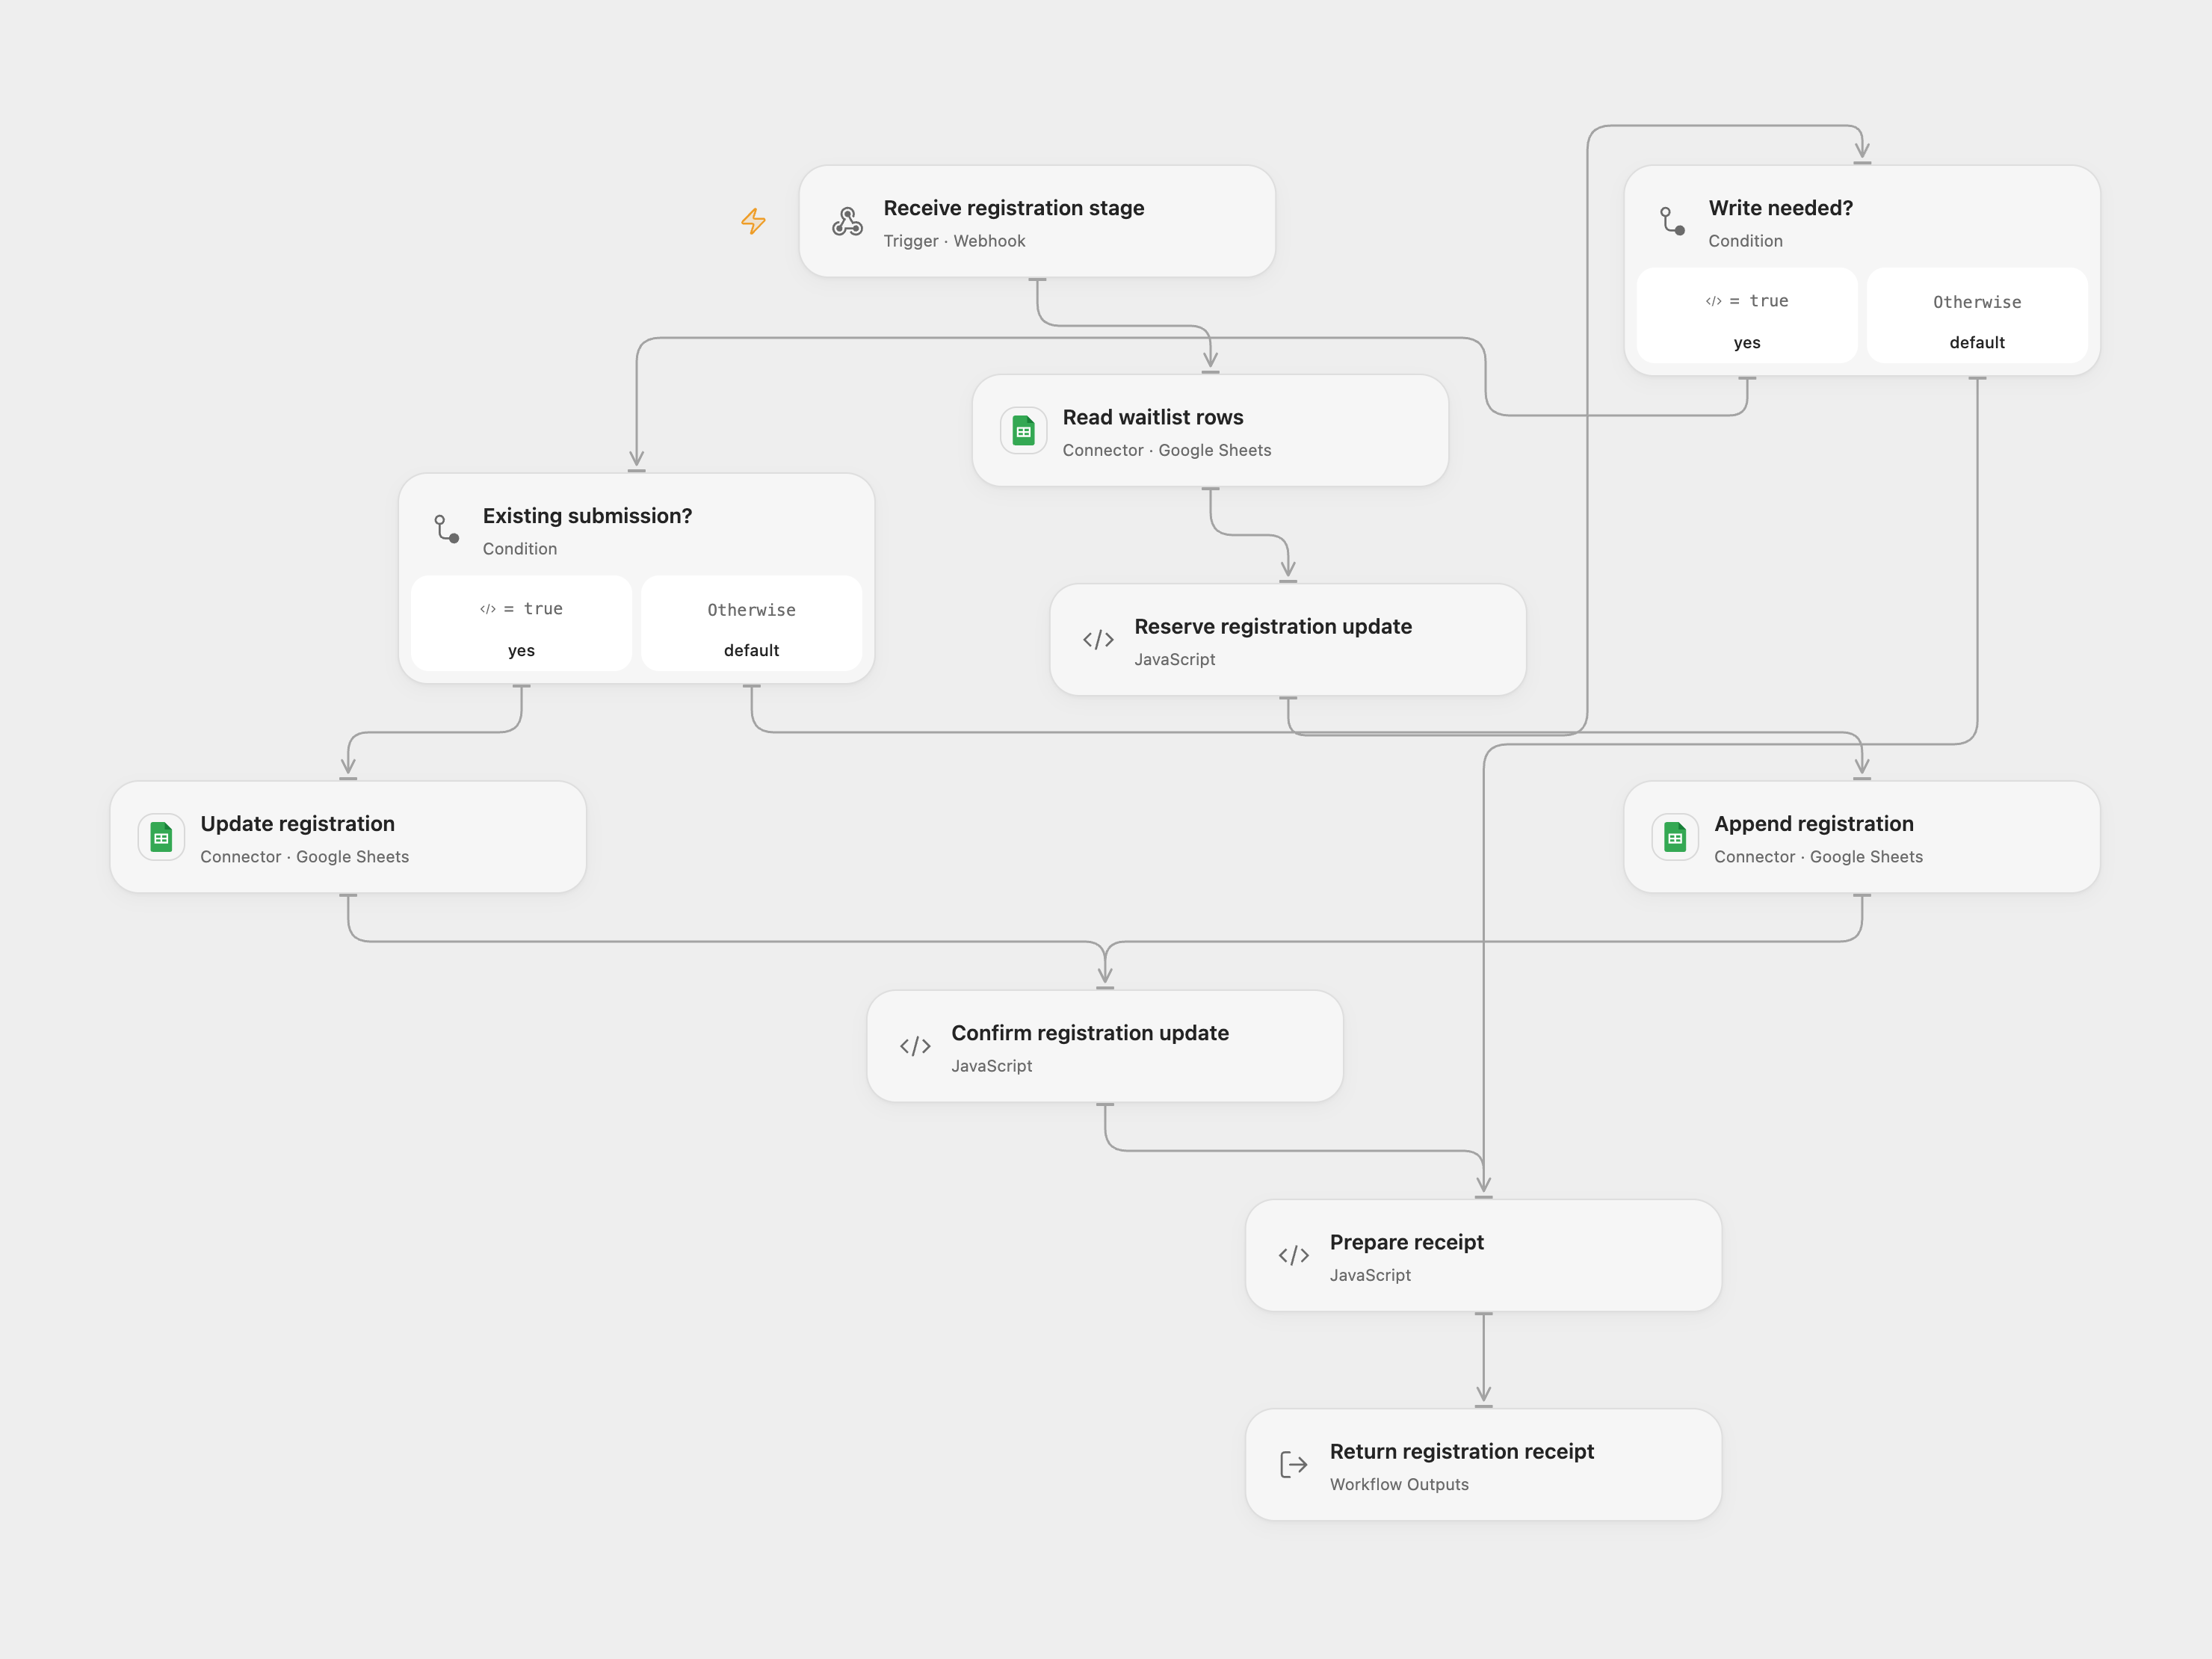 Receive registration stage
Trigger · Webhook
Write needed?
Condition
</> = true
yes
Otherwise
default
Read waitlist rows
Connector · Google Sheets
Existing submission?
Condition
</> = true
yes
Otherwise
default
Reserve registration update
JavaScript
Update registration
Connector · Google Sheets
Append registration
Connector · Google Sheets
Confirm registration update
JavaScript
Prepare receipt
JavaScript
Return registration receipt
Workflow Outputs